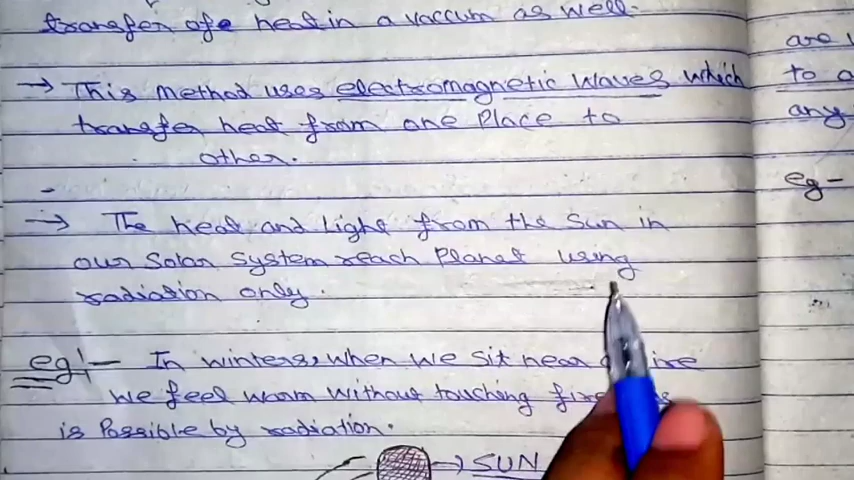 transfer of heat in a vaccum as well.
→ This method uses electromagnetic waves which
transfer heat from one place to
other.
→ The heat and light from the sun in
our solar system reach planet using
radiation only.
eg:- In winters, when we sit near fire
we feel warm without touching fire
is possible by radiation.
→ SUN
are
to a
any
eg-